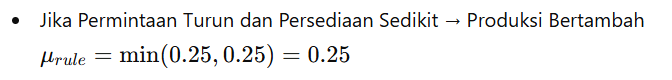 • Jika Permintaan Turun dan Persediaan Sedikit → Produksi Bertambah
μ_rule = min(0.25, 0.25) = 0.25